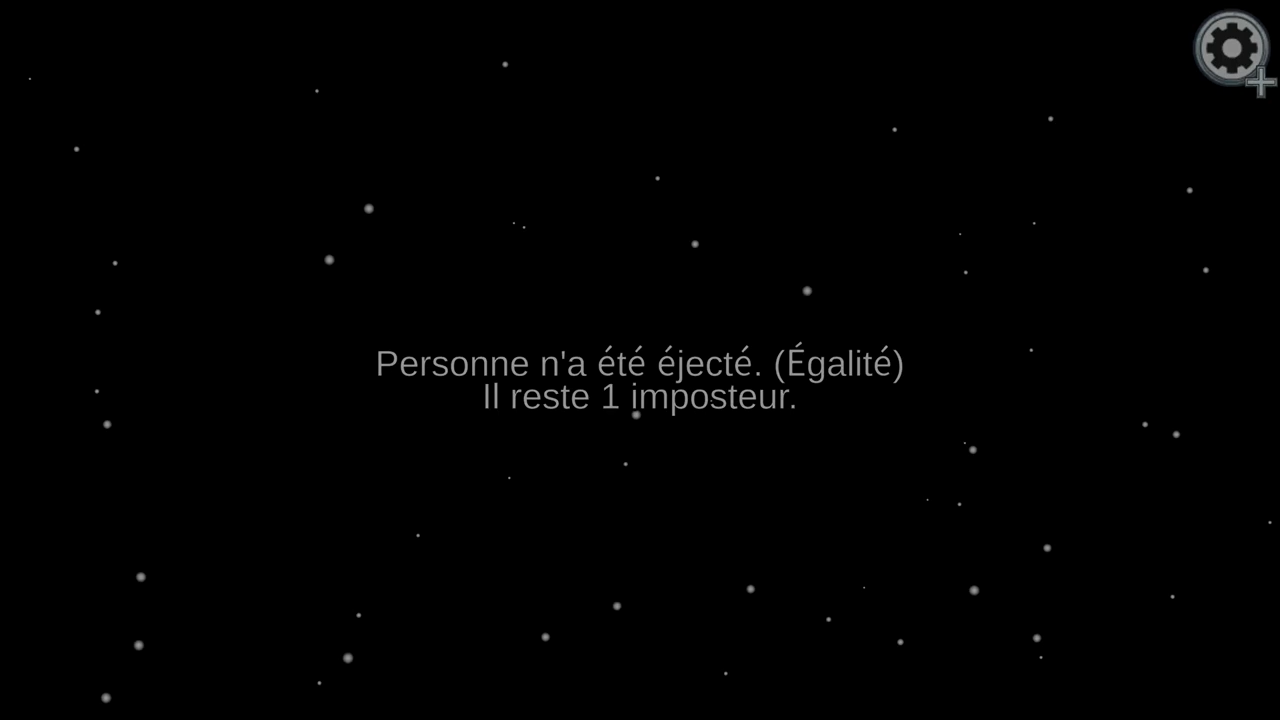 Personne n'a été éjecté. (Égalité)
Il reste 1 imposteur.